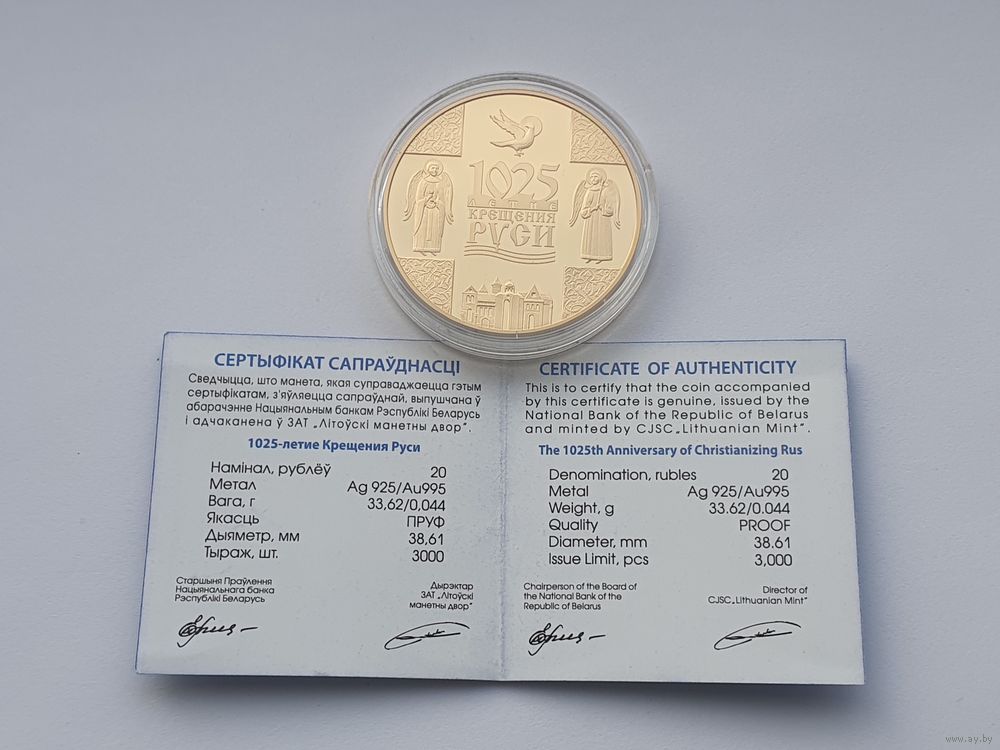 1025
ЛЕТИЕ
КРЕЩЕНИЯ
РУСИ
СЕРТЫФІКАТ САПРАЎДНАСЦІ
Сведчыцца, што манета, якая суправаджаецца гэтым
сертыфікатам, з'яўляецца сапраўднай, выпушчана ў
абарачэнне Нацыянальным банкам Рэспублікі Беларусь
і адчаканена ў ЗАТ „Літоўскі манетны двор".
1025-летие Крещения Руси
Намінал, рублёў 20
Метал Ag 925/Au995
Вага, г 33,62/0,044
Якасць ПРУФ
Дыяметр, мм 38,61
Тыраж, шт. 3000
Старшыня Праўлення
Нацыянальнага банка
Рэспублікі Беларусь
Дырэктар
ЗАТ „Літоўскі
манетны двор"
CERTIFICATE OF AUTHENTICITY
This is to certify that the coin accompanied
by this certificate is genuine, issued by the
National Bank of the Republic of Belarus
and minted by CJSC „Lithuanian Mint".
The 1025th Anniversary of Christianizing Rus
Denomination, rubles 20
Metal Ag 925/Au995
Weight, g 33.62/0.044
Quality PROOF
Diameter, mm 38.61
Issue Limit, pcs 3,000
Chairperson of the Board of
the National Bank of the
Republic of Belarus
Director of
CJSC „Lithuanian Mint"
www.ay.by